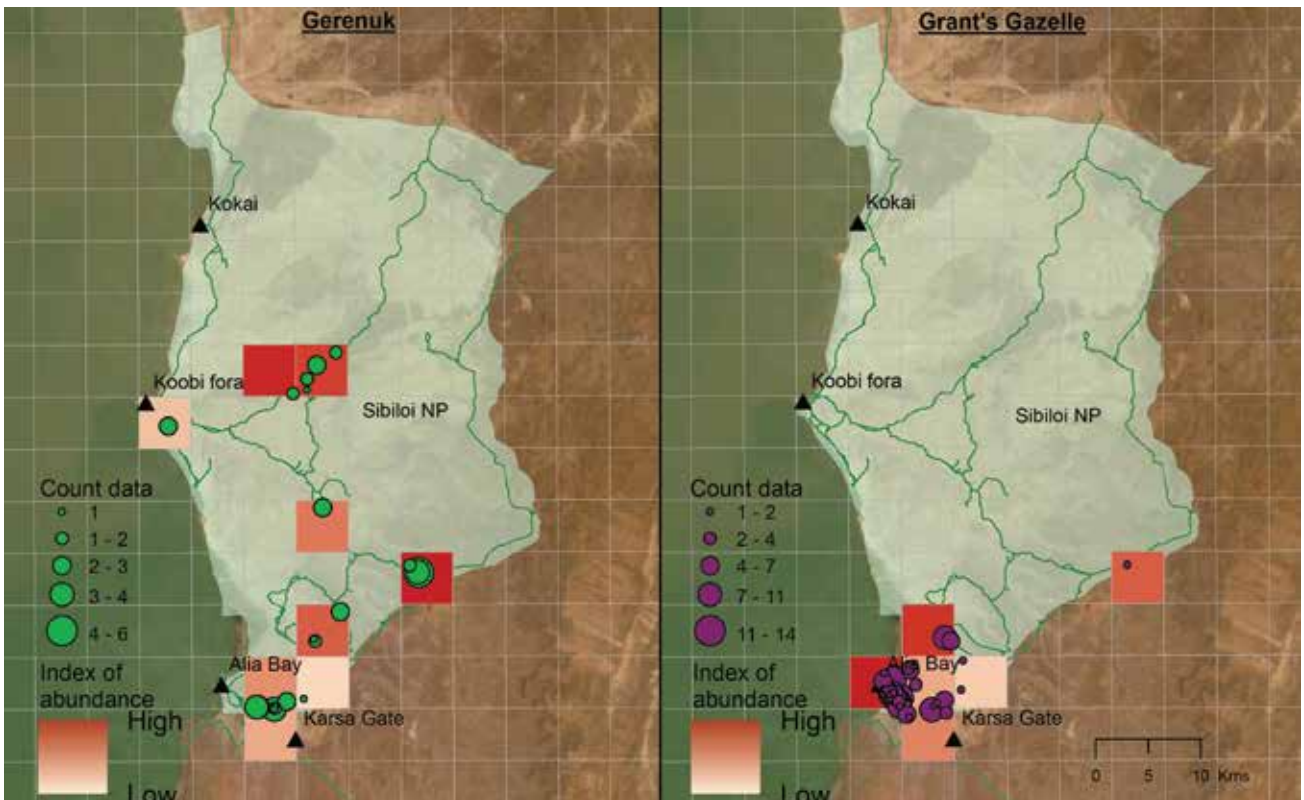 Gerenuk
Kokai
Koobi fora
Sibiloi NP
Count data
1
1 - 2
2 - 3
3 - 4
4 - 6
Alia Bay
Index of
abundance
High
Karsa Gate
Low
Grant's Gazelle
Kokai
Koobi fora
Sibiloi NP
Count data
1 - 2
2 - 4
4 - 7
7 - 11
11 - 14
Alia Bay
Index of
abundance
High
Karsa Gate
0 5 10 Kms
Low